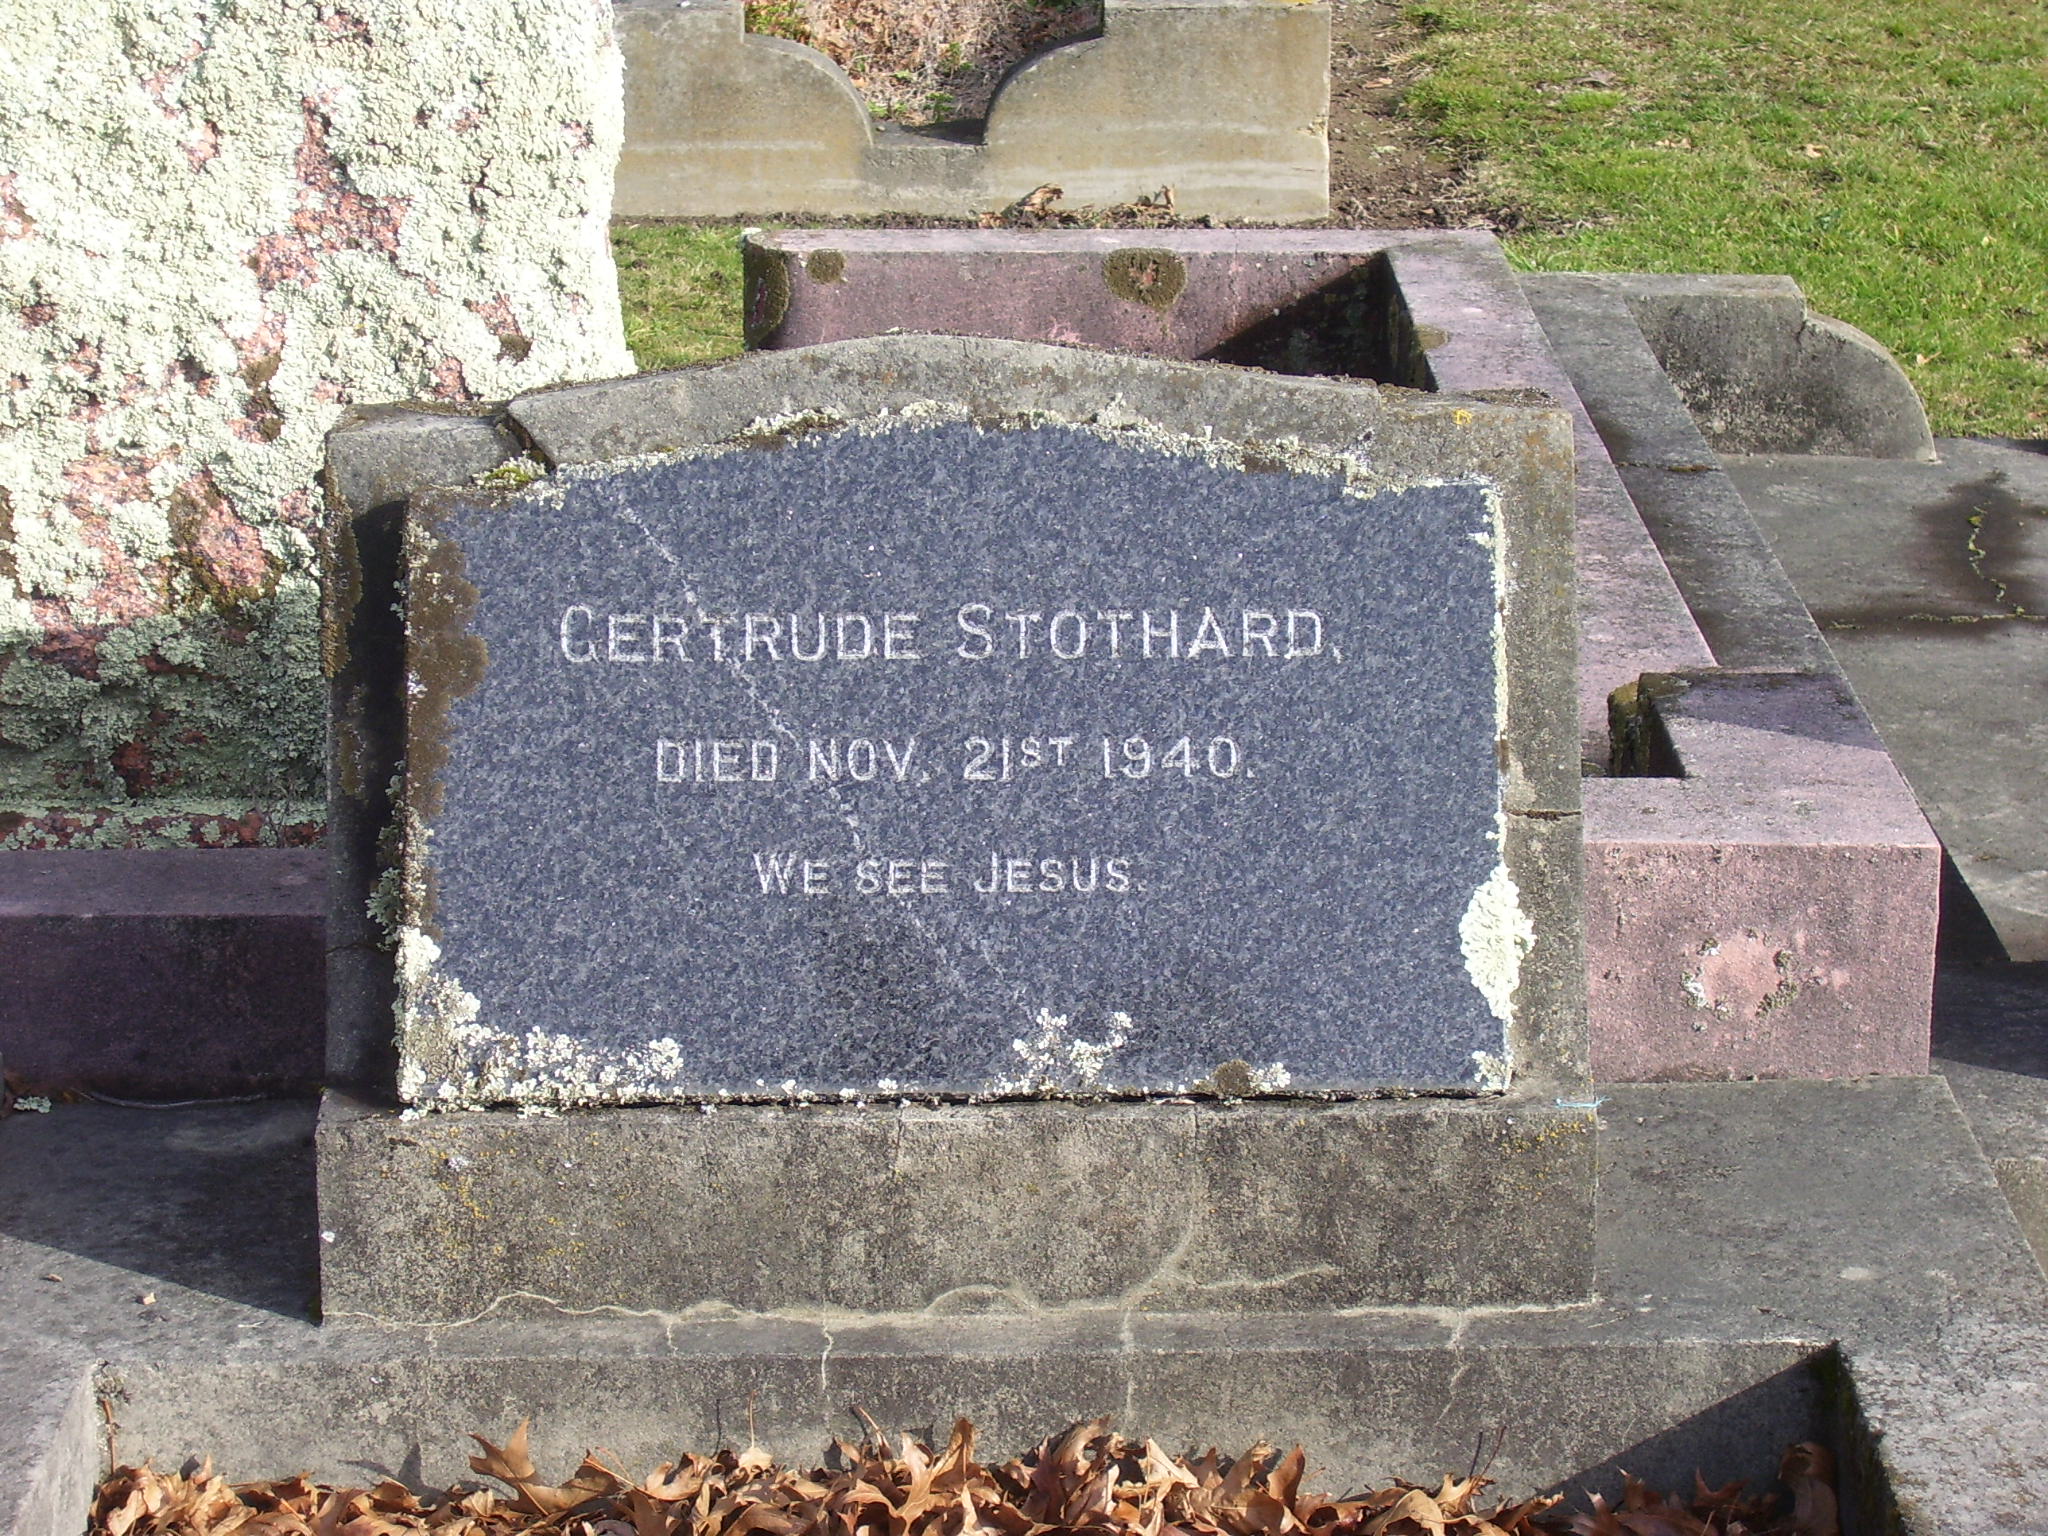 GERTRUDE STOTHARD.
DIED NOV. 21ST 1940.
WE SEE JESUS.